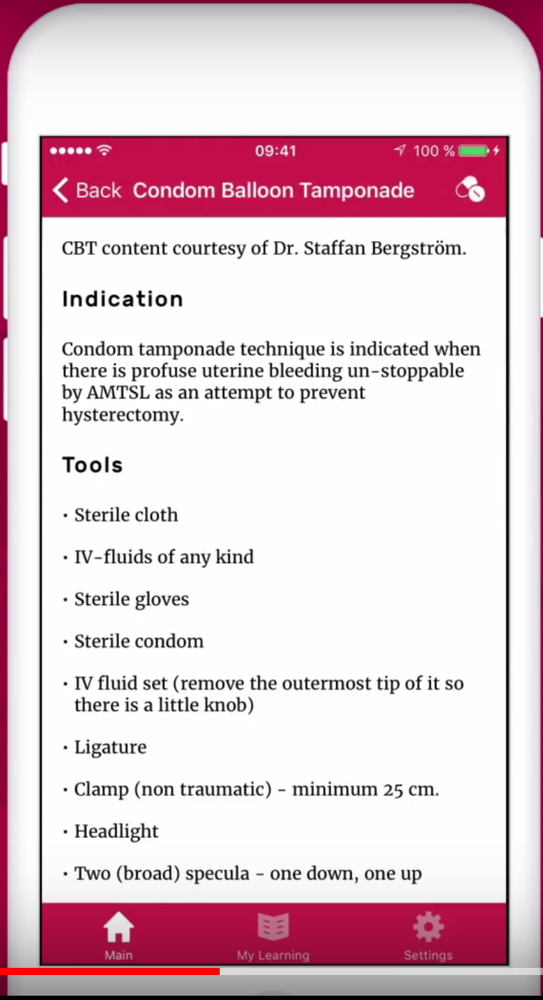 09:41
100 %
Back Condom Balloon Tamponade
CBT content courtesy of Dr. Staffan Bergström.
Indication
Condom tamponade technique is indicated when
there is profuse uterine bleeding un-stoppable
by AMTSL as an attempt to prevent
hysterectomy.
Tools
· Sterile cloth
· IV-fluids of any kind
· Sterile gloves
· Sterile condom
· IV fluid set (remove the outermost tip of it so
there is a little knob)
· Ligature
· Clamp (non traumatic) - minimum 25 cm.
· Headlight
· Two (broad) specula - one down, one up
Main My Learning Settings